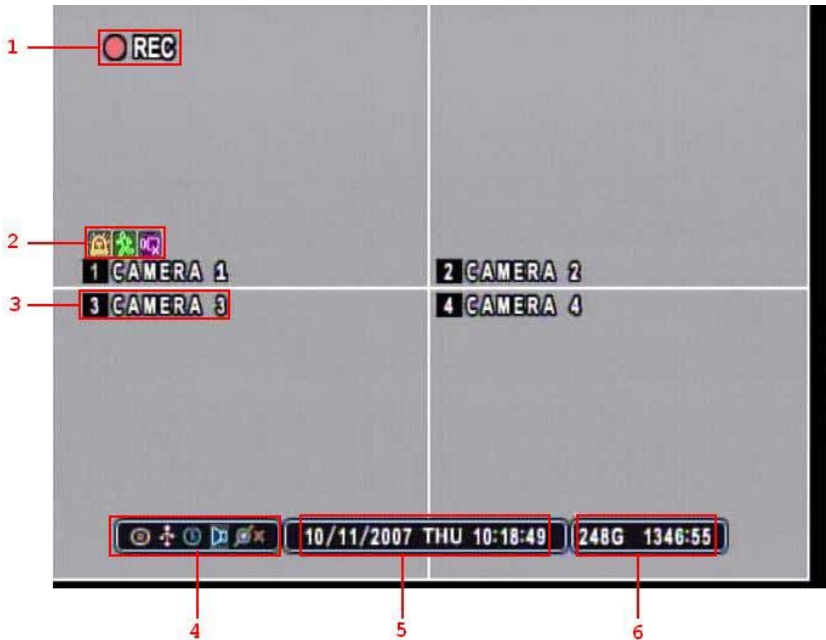 1 REC
2
1 CAMERA 1 2 CAMERA 2
3 3 CAMERA 3 4 CAMERA 4
10/11/2007 THU 10:18:49 248G 1346:55
4 5 6